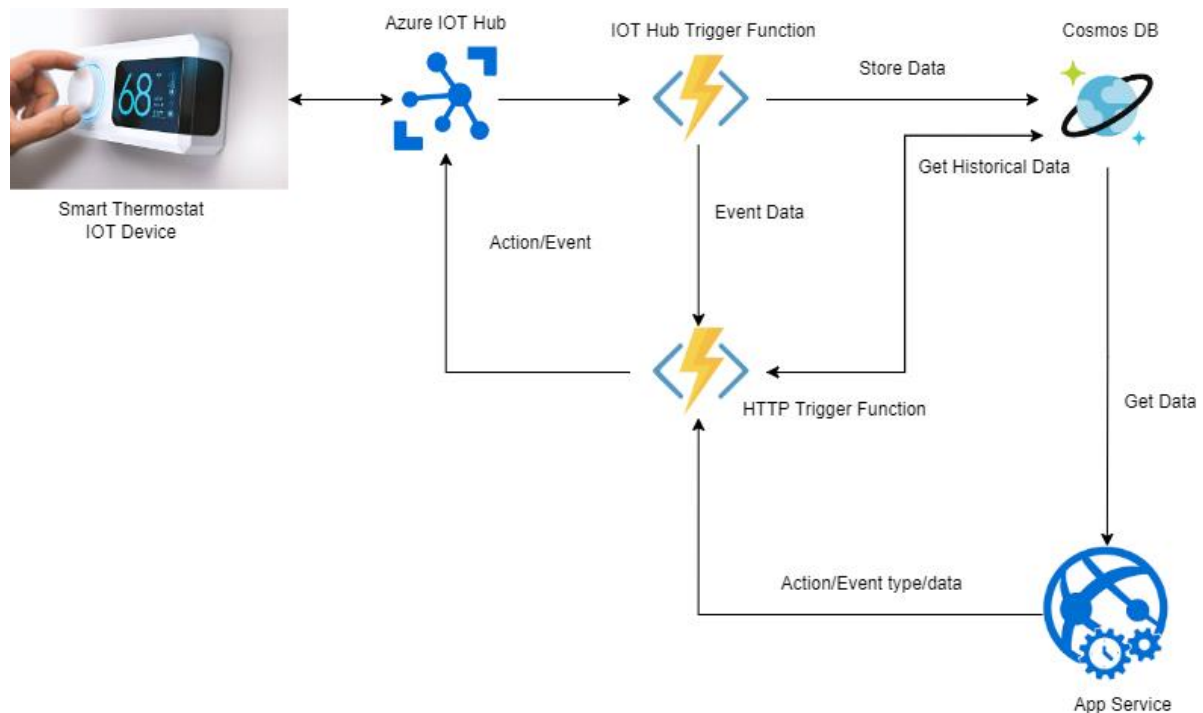 Azure IOT Hub
IOT Hub Trigger Function
Cosmos DB
68
Store Data
Get Historical Data
Smart Thermostat
IOT Device
Event Data
Action/Event
HTTP Trigger Function
Get Data
Action/Event type/data
App Service